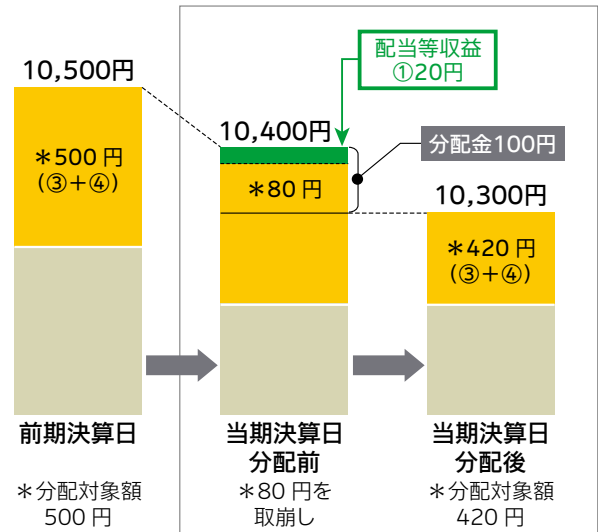 配当等収益
①20円
10,500円
10,400円
分配金100円
＊500 円
(③＋④)
＊80 円
10,300円
＊420 円
(③＋④)
前期決算日
当期決算日
分配前
当期決算日
分配後
＊分配対象額
500 円
＊80 円を
取崩し
＊分配対象額
420 円